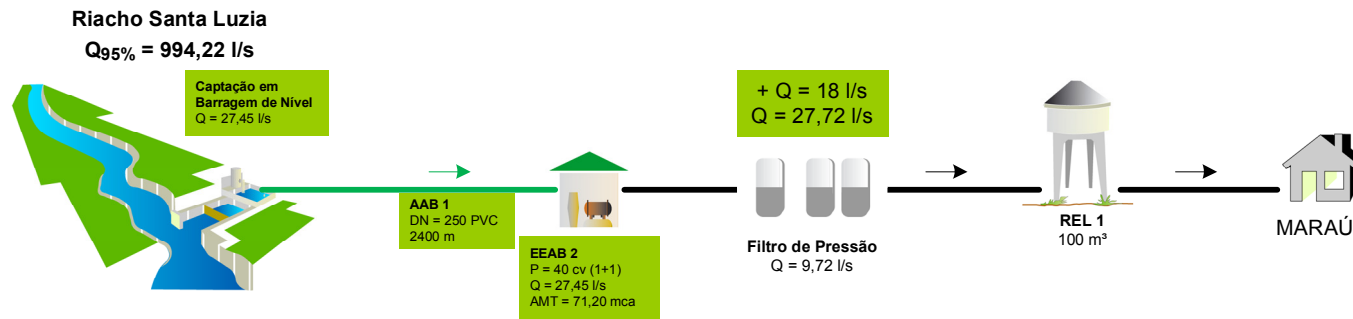 Riacho Santa Luzia
Q95% = 994,22 l/s
Captação em
Barragem de Nível
Q = 27,45 l/s
AAB 1
DN = 250 PVC
2400 m
EEAB 2
P = 40 cv (1+1)
Q = 27,45 l/s
AMT = 71,20 mca
+ Q = 18 l/s
Q = 27,72 l/s
Filtro de Pressão
Q = 9,72 l/s
REL 1
100 m³
MARAÚ